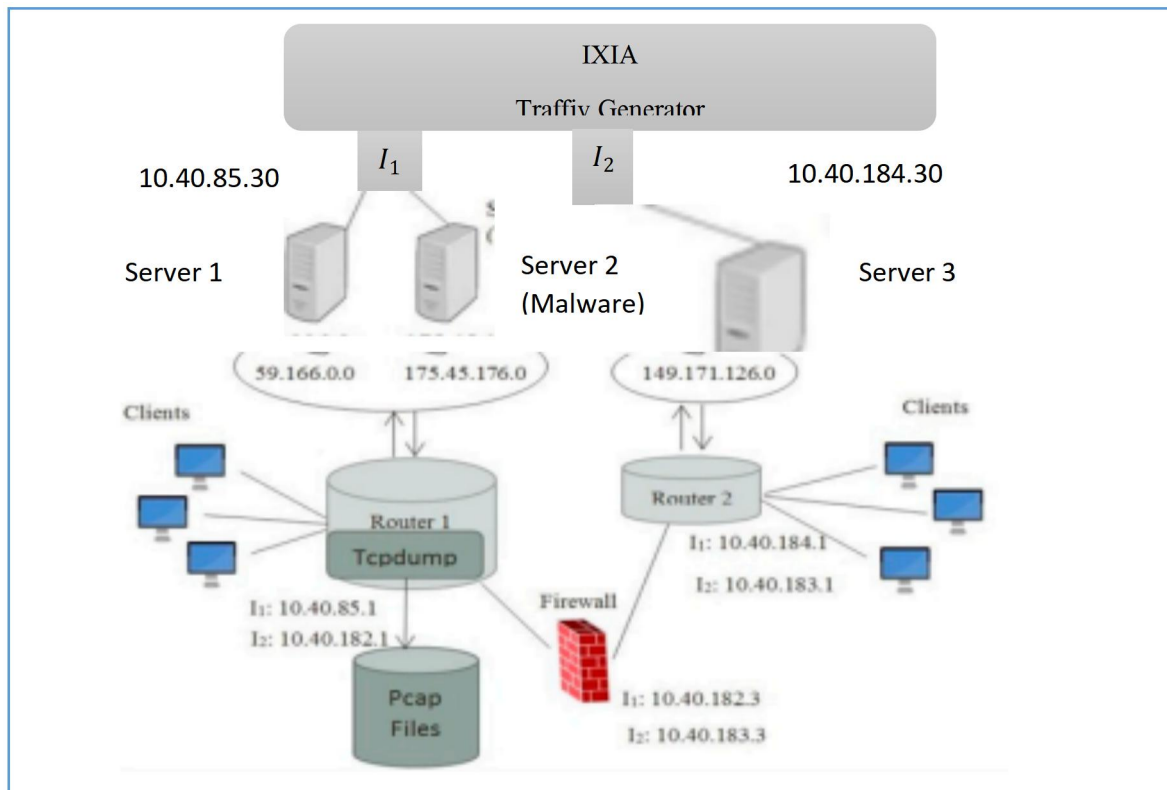 IXIA
Traffiv Generator
I₁
I₂
10.40.85.30
10.40.184.30
Server 1
Server 2
(Malware)
Server 3
59.166.0.0
175.45.176.0
149.171.126.0
Clients
Clients
Router 1
Tcpdump
Router 2
I₁: 10.40.184.1
I₂: 10.40.183.1
I₁: 10.40.85.1
I₂: 10.40.182.1
Firewall
Pcap
Files
I₁: 10.40.182.3
I₂: 10.40.183.3